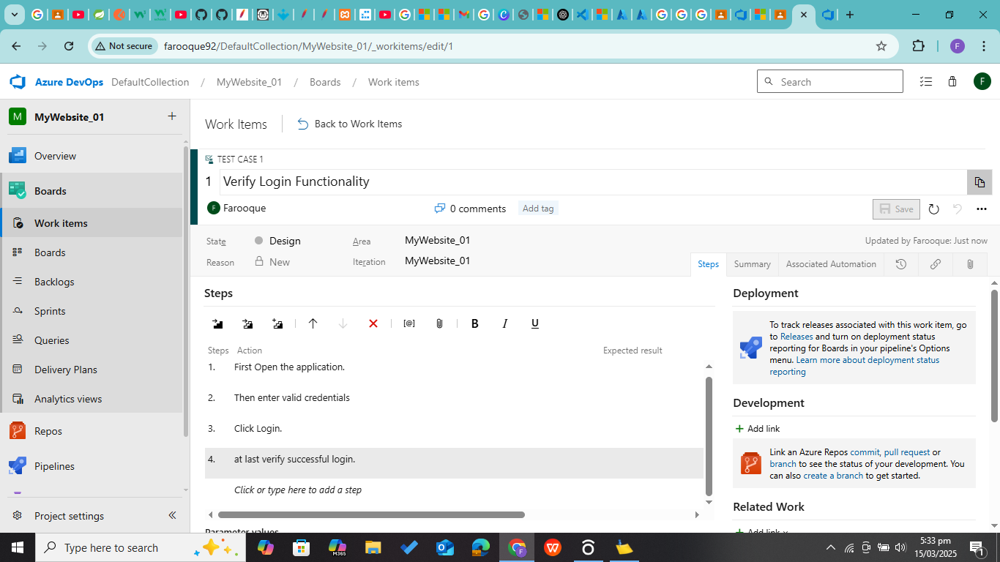 Not secure
farooque92/DefaultCollection/MyWebsite_01/_workitems/edit/1
F
Azure DevOps DefaultCollection / MyWebsite_01 / Boards / Work items
Search
F
M MyWebsite_01
Overview
Boards
Work items
Boards
Backlogs
Sprints
Queries
Delivery Plans
Analytics views
Repos
Pipelines
Project settings
Work Items
Back to Work Items
TEST CASE 1
1 Verify Login Functionality
F Farooque
0 comments
Add tag
Save
State Design
Area MyWebsite_01
Updated by Farooque: Just now
Reason New
Iteration MyWebsite_01
Steps Summary Associated Automation
Steps
[@] B I U
Steps Action Expected result
1. First Open the application.
2. Then enter valid credentials
3. Click Login.
4. at last verify successful login.
Click or type here to add a step
Parameter values
Deployment
To track releases associated with this work item, go
to Releases and turn on deployment status
reporting for Boards in your pipeline's Options
menu. Learn more about deployment status
reporting
Development
Add link
Link an Azure Repos commit, pull request or
branch to see the status of your development. You
can also create a branch to get started.
Related Work
Add link
Type here to search
M365
F
5:33 pm
15/03/2025
1